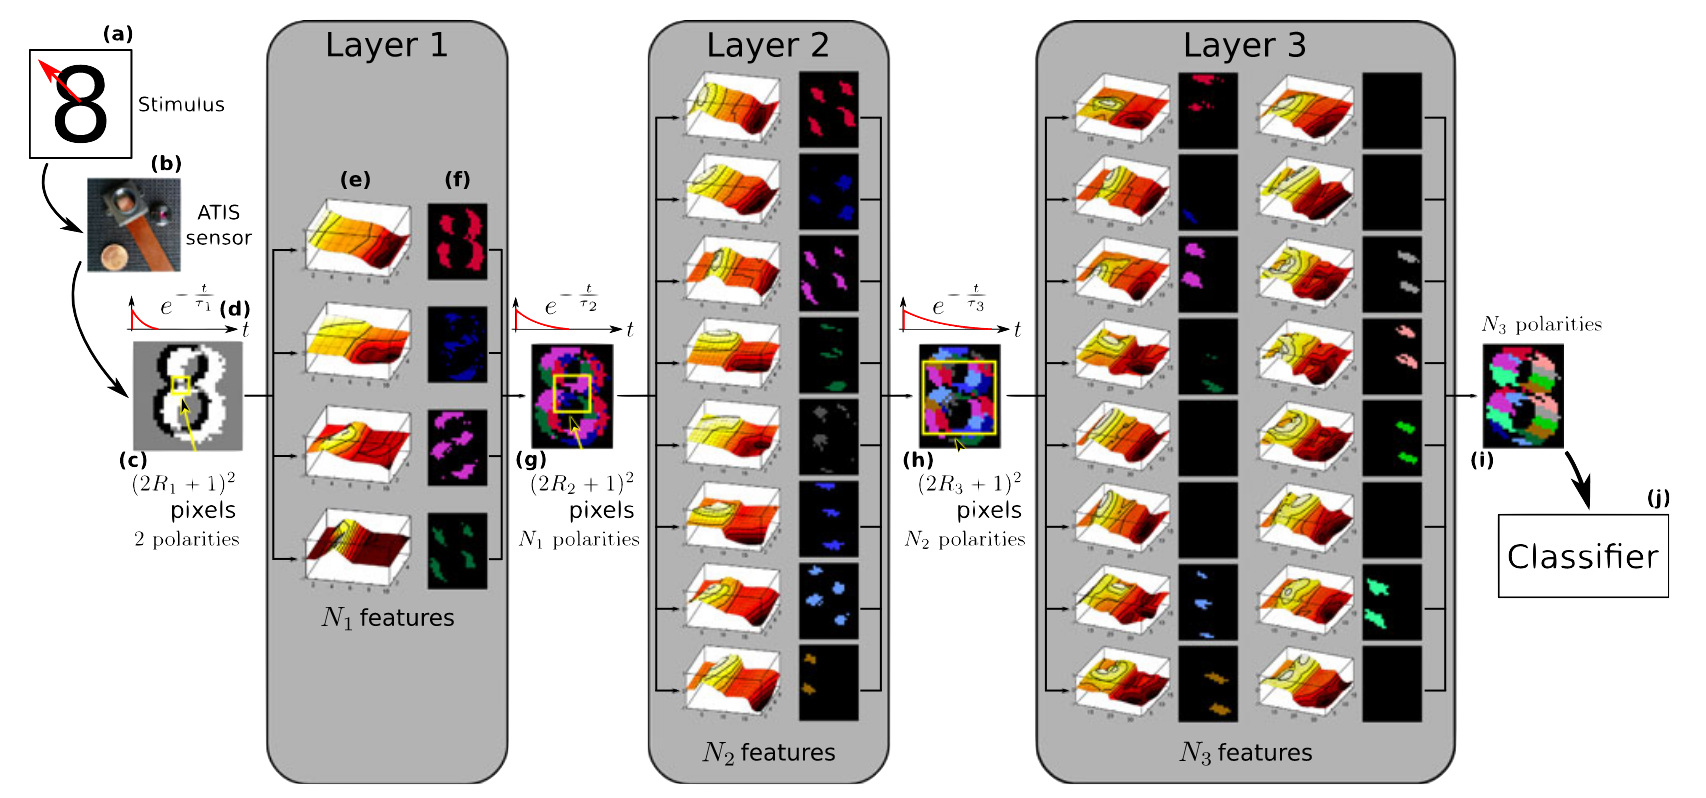 (a)
8
Stimulus
(b)
ATIS
sensor
e^{-\frac{t}{\tau_1}}
(d)
t
(c)
(2R_1 + 1)^2
pixels
2 polarities
Layer 1
(e)
(f)
N_1 features
e^{-\frac{t}{\tau_2}}
t
(g)
(2R_2 + 1)^2
pixels
N_1 polarities
Layer 2
N_2 features
e^{-\frac{t}{\tau_3}}
t
(h)
(2R_3 + 1)^2
pixels
N_2 polarities
Layer 3
N_3 features
N_3 polarities
(i)
(j)
Classifier